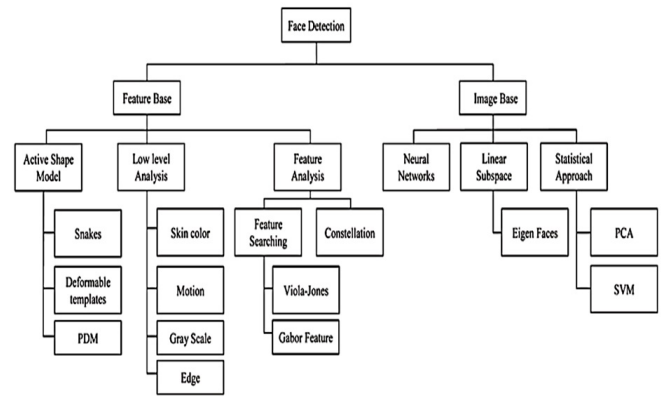 Face Detection
Feature Base
Image Base
Active Shape
Model
Low level
Analysis
Feature
Analysis
Neural
Networks
Linear
Subspace
Statistical
Approach
Snakes
Skin color
Feature
Searching
Constellation
Eigen Faces
PCA
Deformable
templates
Motion
Viola-Jones
SVM
PDM
Gray Scale
Gabor Feature
Edge